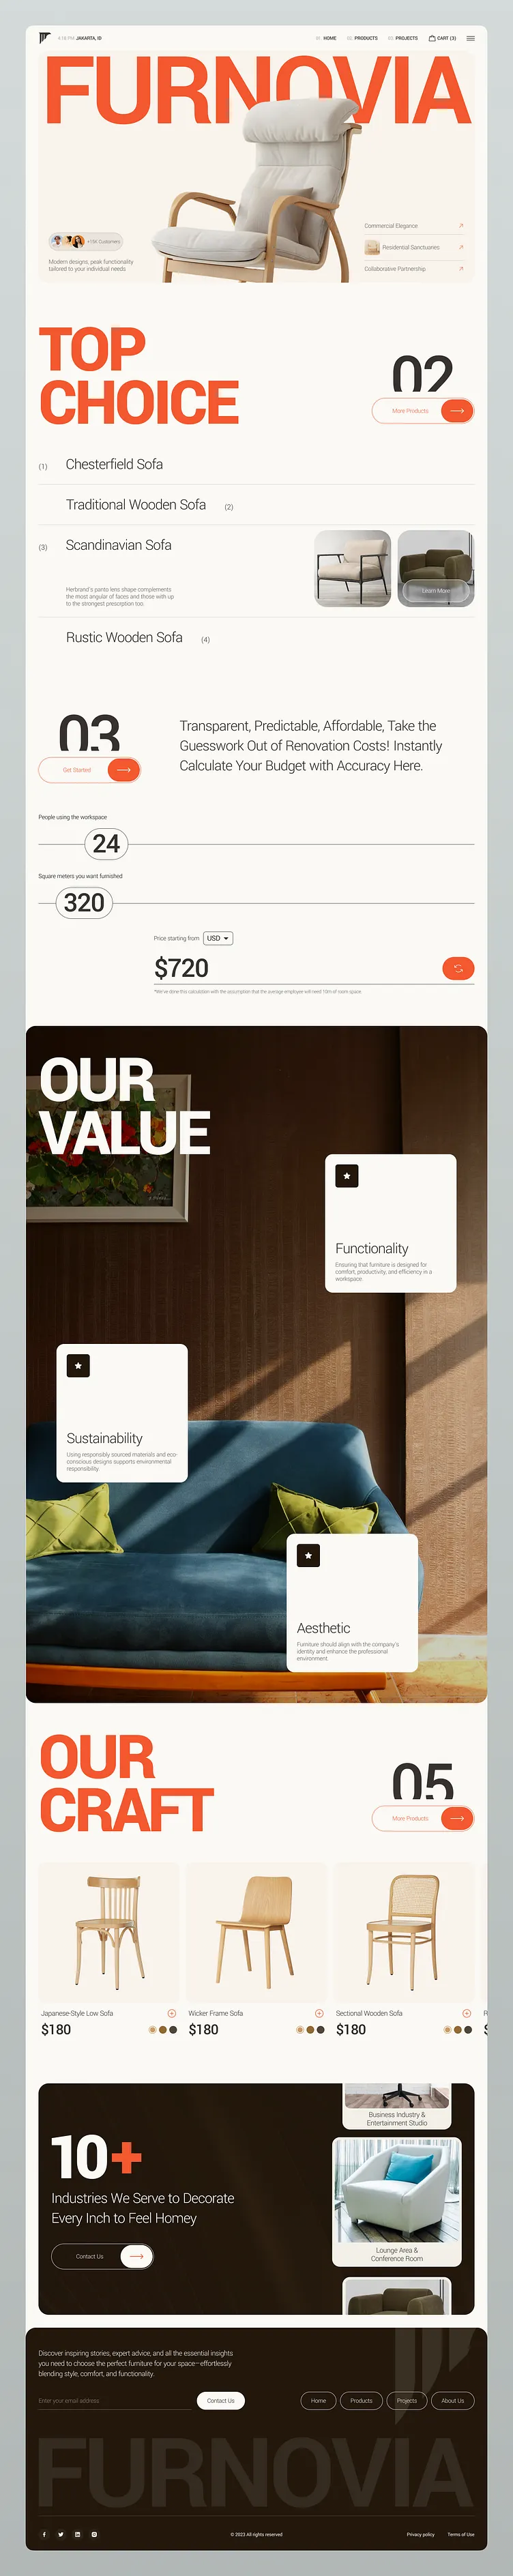 4:16 PM JAKARTA, ID
HOME
PRODUCTS
PROJECTS
CART (3)
FURNOVIA
Customers
Modern designs, peak functionality
tailored to your individual needs
Commercial Elegance
Residential Sanctuaries
Collaborative Partnership
TOP
CHOICE
02
More Products
(1) Chesterfield Sofa
Traditional Wooden Sofa (2)
(3) Scandinavian Sofa
Herbrand's panto lens shape complements
the most angular of faces and those with up
to the strongest prescription too.
Learn More
Rustic Wooden Sofa (4)
03
Get Started
Transparent, Predictable, Affordable, Take the
Guesswork Out of Renovation Costs! Instantly
Calculate Your Budget with Accuracy Here.
People using the workspace
24
Square meters you want furnished
320
Price starting from USD
$720
*We've done this calculation with the assumption that the average employee will need 10m of room space.
OUR
VALUE
Functionality
Ensuring that furniture is designed for
comfort, productivity, and efficiency in a
workspace.
Sustainability
Using responsibly sourced materials and eco-
conscious designs supports environmental
responsibility.
Aesthetic
Furniture should align with the company's
identity and enhance the professional
environment.
OUR
CRAFT
05
More Products
Japanese-Style Low Sofa
$180
Wicker Frame Sofa
$180
Sectional Wooden Sofa
$180
R
$
10+
Industries We Serve to Decorate
Every Inch to Feel Homey
Contact Us
Business Industry &
Entertainment Studio
Lounge Area &
Conference Room
Discover inspiring stories, expert advice, and all the essential insights
you need to choose the perfect furniture for your space—effortlessly
blending style, comfort, and functionality.
Enter your email address
Contact Us
Home
Products
Projects
About Us
FURNOVIA
© 2023 All rights reserved
Privacy policy
Terms of Use